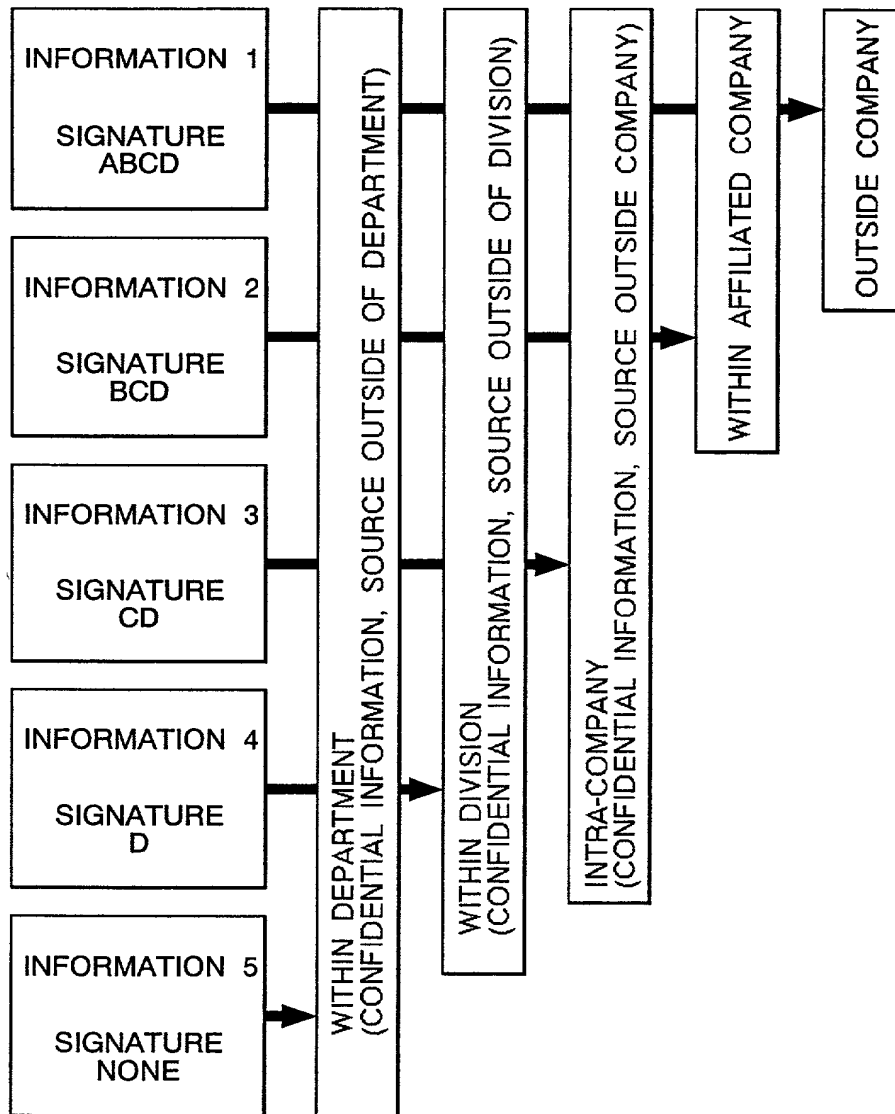 INFORMATION 1
SIGNATURE
ABCD
INFORMATION 2
SIGNATURE
BCD
INFORMATION 3
SIGNATURE
CD
INFORMATION 4
SIGNATURE
D
INFORMATION 5
SIGNATURE
NONE
WITHIN DEPARTMENT
(CONFIDENTIAL INFORMATION, SOURCE OUTSIDE OF DEPARTMENT)
WITHIN DIVISION
(CONFIDENTIAL INFORMATION, SOURCE OUTSIDE OF DIVISION)
INTRA-COMPANY
(CONFIDENTIAL INFORMATION, SOURCE OUTSIDE COMPANY)
WITHIN AFFILIATED COMPANY
OUTSIDE COMPANY